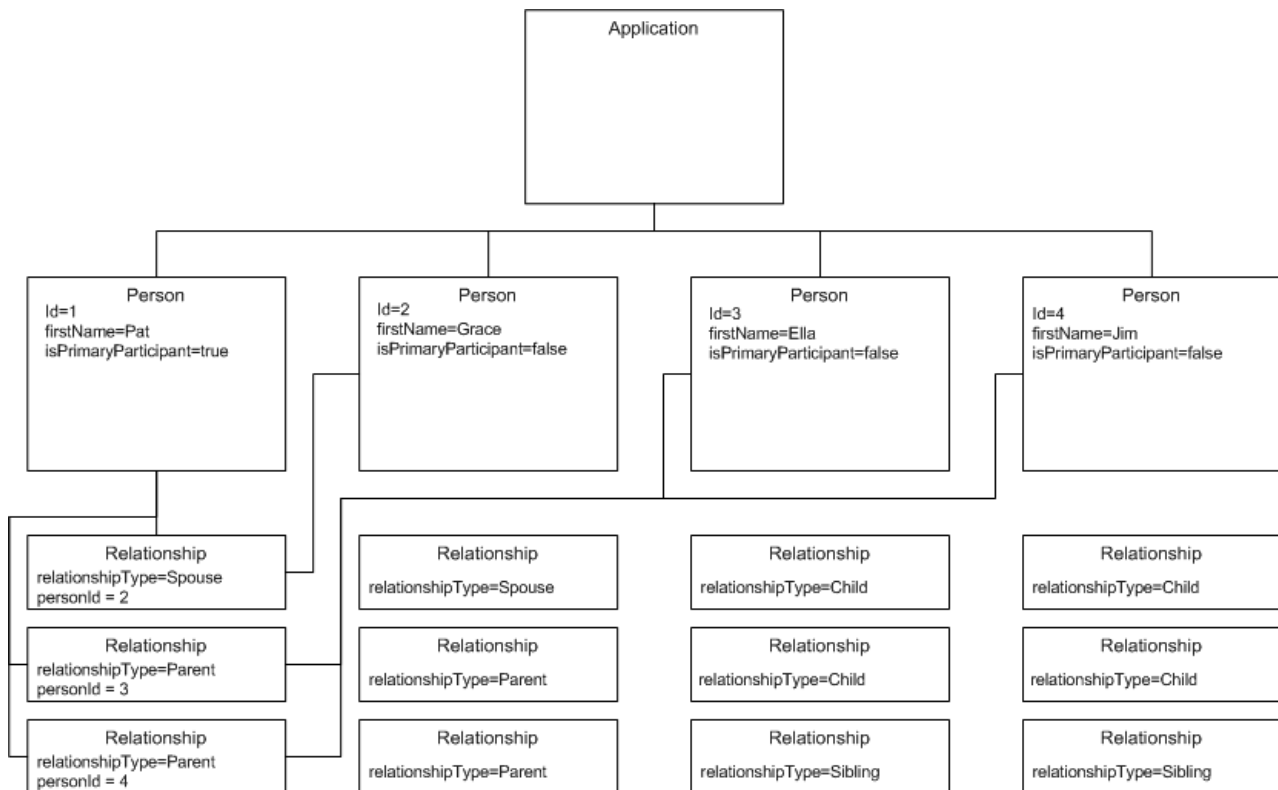 Application
Person
Id=1
firstName=Pat
isPrimaryParticipant=true
Person
Id=2
firstName=Grace
isPrimaryParticipant=false
Person
Id=3
firstName=Ella
isPrimaryParticipant=false
Person
Id=4
firstName=Jim
isPrimaryParticipant=false
Relationship
relationshipType=Spouse
personId = 2
Relationship
relationshipType=Spouse
Relationship
relationshipType=Child
Relationship
relationshipType=Child
Relationship
relationshipType=Parent
personId = 3
Relationship
relationshipType=Parent
Relationship
relationshipType=Child
Relationship
relationshipType=Child
Relationship
relationshipType=Parent
personId = 4
Relationship
relationshipType=Parent
Relationship
relationshipType=Sibling
Relationship
relationshipType=Sibling